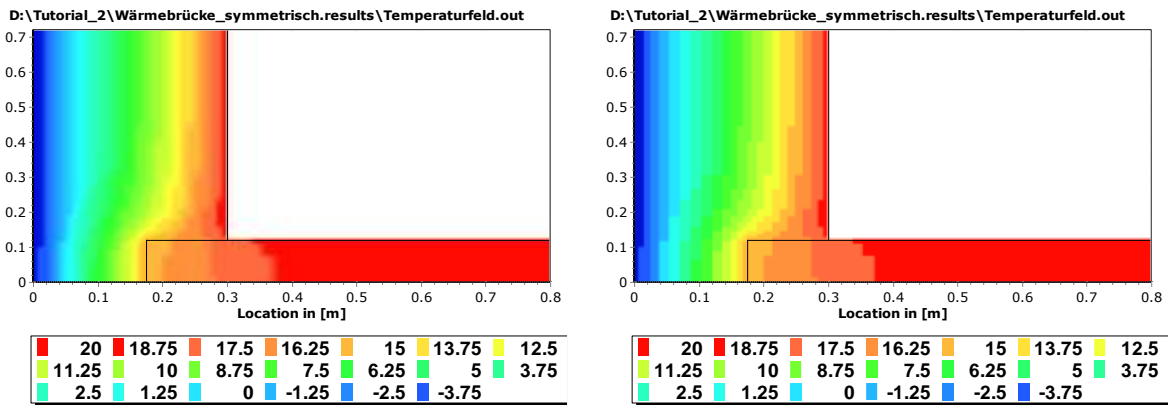 D:\Tutorial_2\Wärmebrücke_symmetrisch.results\Temperaturfeld.out
0.7
0.6
0.5
0.4
0.3
0.2
0.1
0
0 0.1 0.2 0.3 0.4 0.5 0.6 0.7 0.8
Location in [m]
20 18.75 17.5 16.25 15 13.75 12.5
11.25 10 8.75 7.5 6.25 5 3.75
2.5 1.25 0 -1.25 -2.5 -3.75
D:\Tutorial_2\Wärmebrücke_symmetrisch.results\Temperaturfeld.out
0.7
0.6
0.5
0.4
0.3
0.2
0.1
0
0 0.1 0.2 0.3 0.4 0.5 0.6 0.7 0.8
Location in [m]
20 18.75 17.5 16.25 15 13.75 12.5
11.25 10 8.75 7.5 6.25 5 3.75
2.5 1.25 0 -1.25 -2.5 -3.75